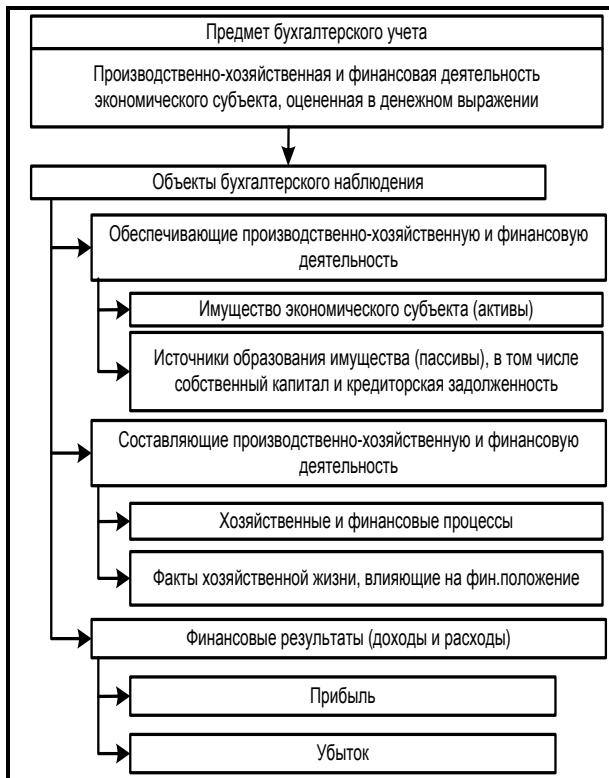 Предмет бухгалтерского учета
Производственно-хозяйственная и финансовая деятельность
экономического субъекта, оцененная в денежном выражении
Объекты бухгалтерского наблюдения
Обеспечивающие производственно-хозяйственную и финансовую
деятельность
Имущество экономического субъекта (активы)
Источники образования имущества (пассивы), в том числе
собственный капитал и кредиторская задолженность
Составляющие производственно-хозяйственную и финансовую
деятельность
Хозяйственные и финансовые процессы
Факты хозяйственной жизни, влияющие на фин.положение
Финансовые результаты (доходы и расходы)
Прибыль
Убыток